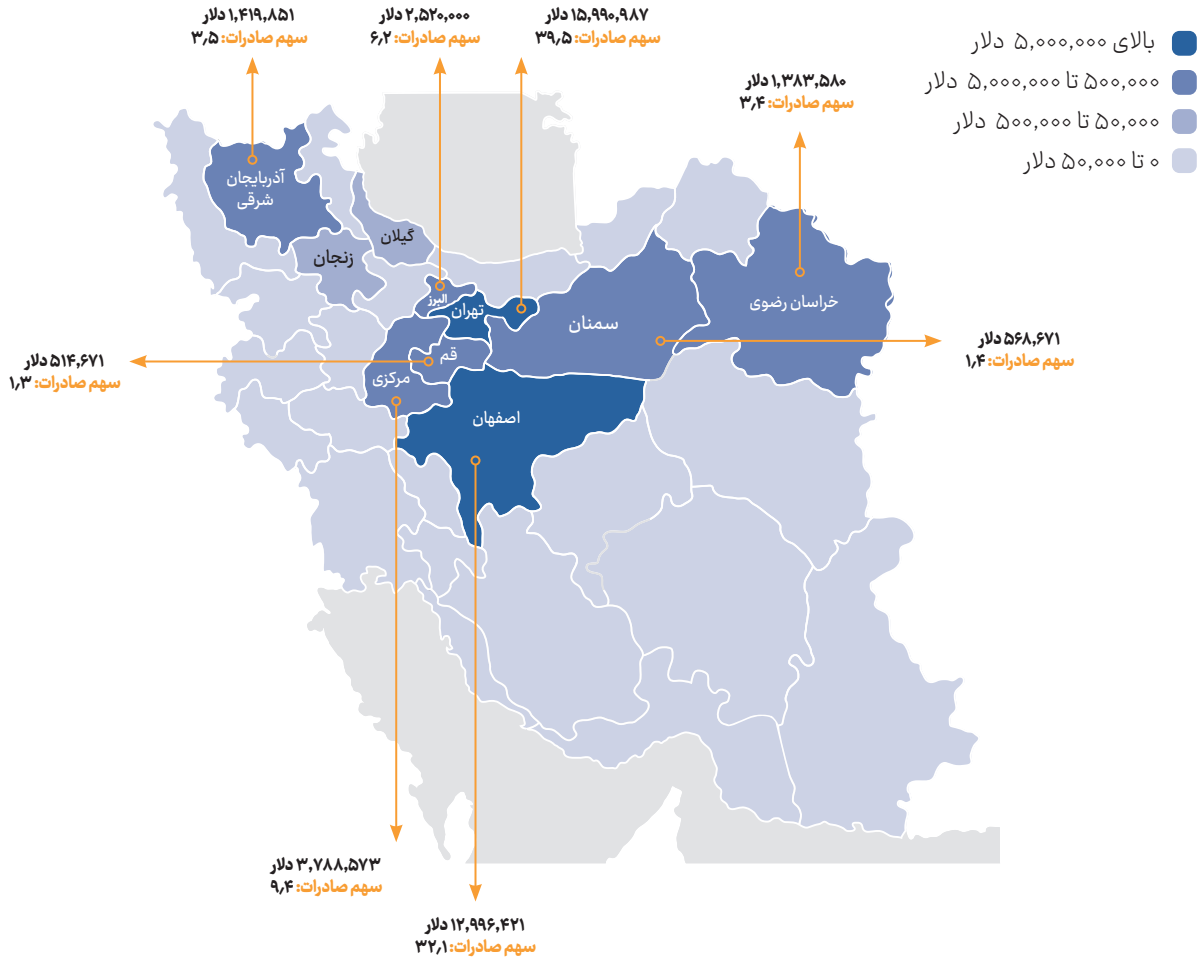 ۱,۴۱۹,۸۵۱ دلار
سهم صادرات: ۳٫۵
۲,۵۲۰,۰۰۰ دلار
سهم صادرات: ۶٫۲
۱۵,۹۹۰,۹۸۷ دلار
سهم صادرات: ۳۹٫۵
۱,۳۸۳,۵۸۰ دلار
سهم صادرات: ۳٫۴
بالای ۵,۰۰۰,۰۰۰ دلار
۵۰۰,۰۰۰ تا ۵,۰۰۰,۰۰۰ دلار
۵۰,۰۰۰ تا ۵۰۰,۰۰۰ دلار
۰ تا ۵۰,۰۰۰ دلار
آذربایجان
شرقی
گیلان
زنجان
البرز
تهران
سمنان
خراسان رضوی
قم
مرکزی
اصفهان
۵۶۸,۶۷۱ دلار
سهم صادرات: ۱٫۴
۵۱۴,۶۷۱ دلار
سهم صادرات: ۱٫۳
۳,۷۸۸,۵۷۳ دلار
سهم صادرات: ۹٫۴
۱۲,۹۹۶,۴۲۱ دلار
سهم صادرات: ۳۲٫۱